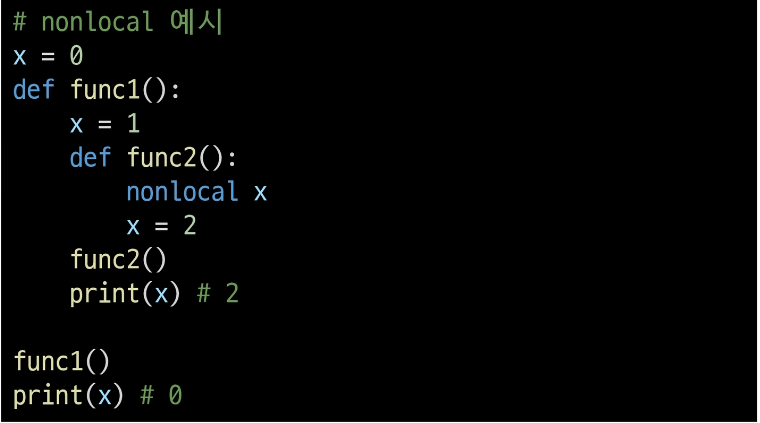 # nonlocal 예시
x = 0
def func1():
    x = 1
    def func2():
        nonlocal x
        x = 2
    func2()
    print(x) # 2

func1()
print(x) # 0